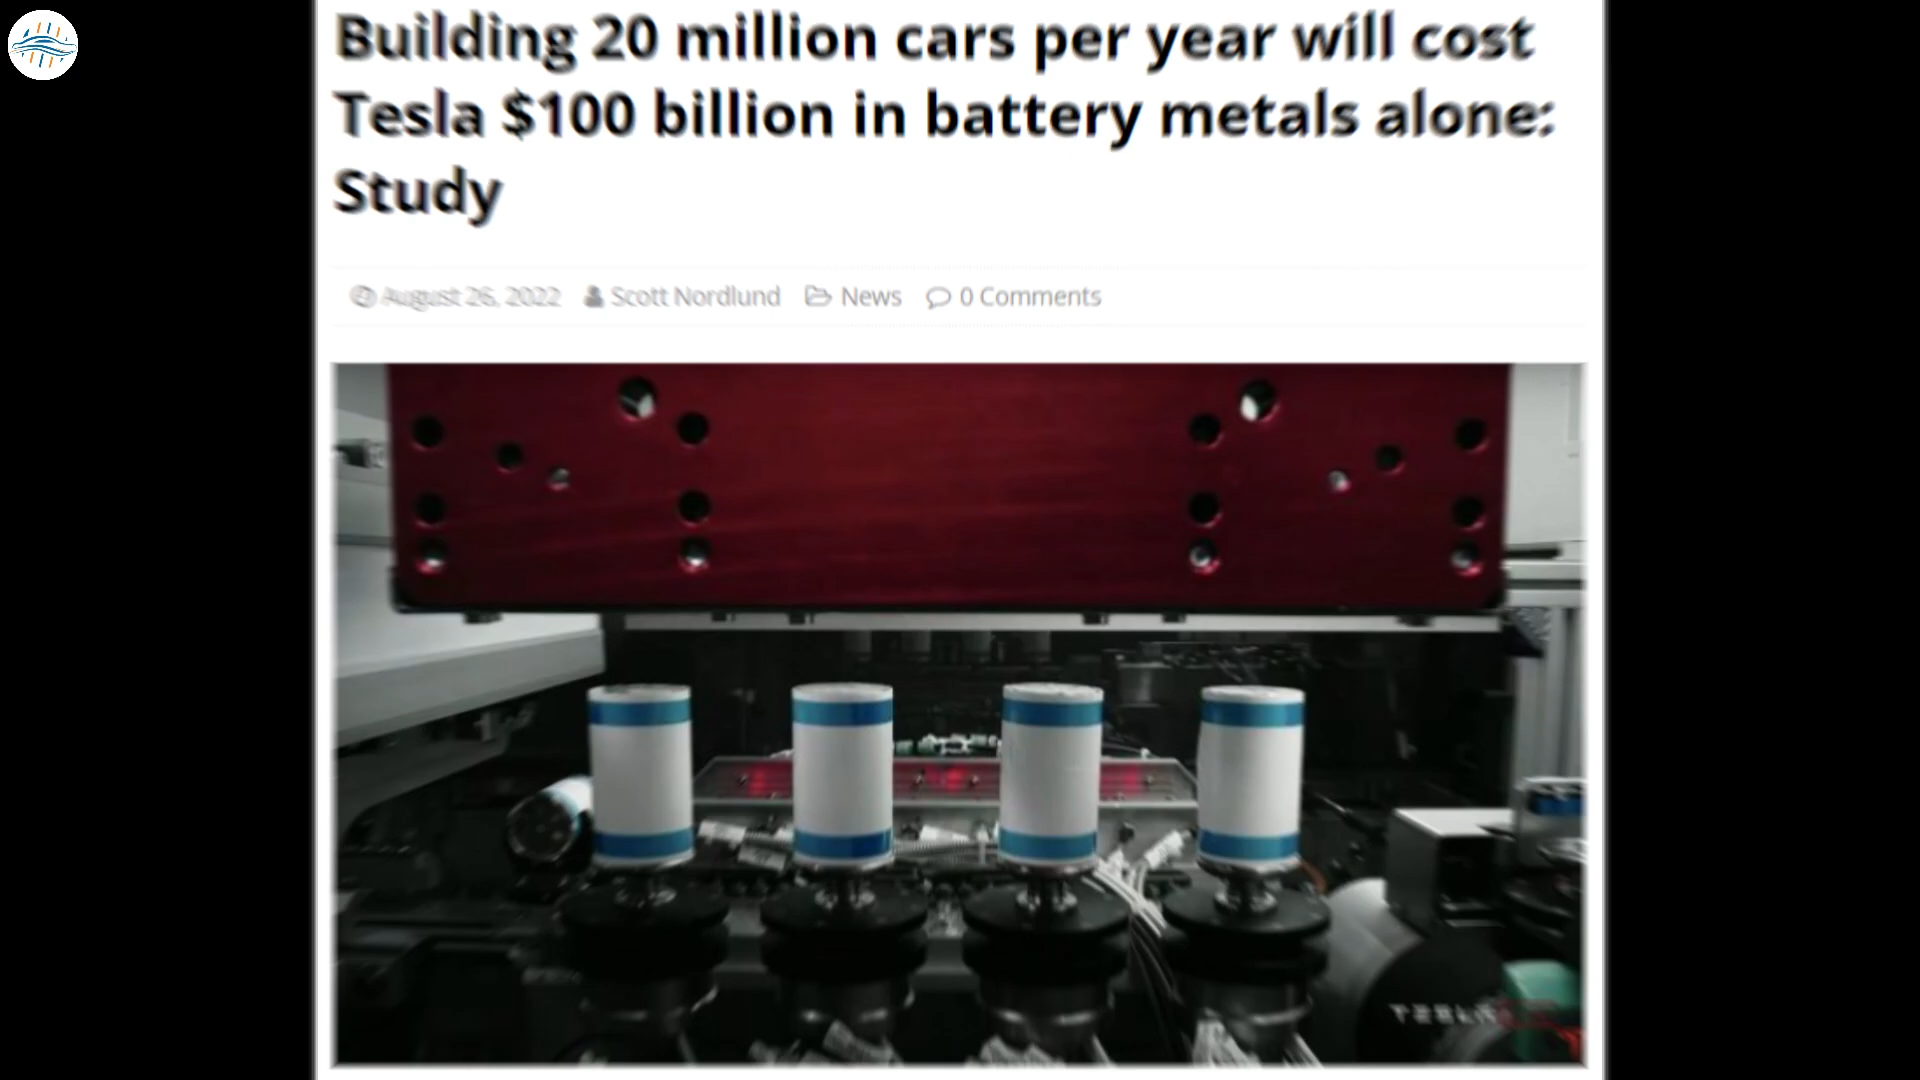 Building 20 million cars per year will cost
Tesla $100 billion in battery metals alone:
Study
August 26, 2022 Scott Nordlund News 0 Comments
TESLA